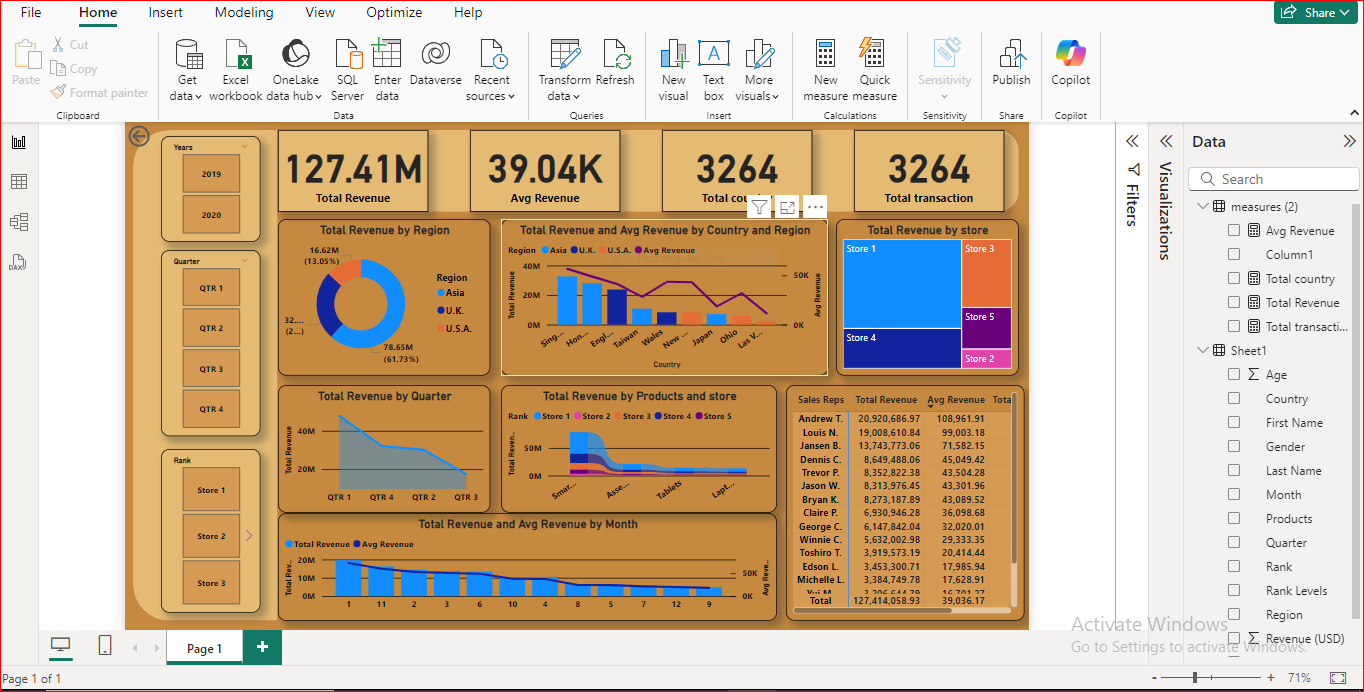 File Home Insert Modeling View Optimize Help Share
Paste
Cut
Copy
Format painter
Clipboard
Get data
Excel workbook
OneLake data hub
SQL Server
Enter data
Dataverse
Recent sources
Data
Transform data
Refresh
Queries
New visual
Text box
More visuals
Insert
New measure
Quick measure
Calculations
Sensitivity
Sensitivity
Publish
Share
Copilot
Copilot
Years
2019
2020
Quarter
QTR 1
QTR 2
QTR 3
QTR 4
Rank
Store 1
Store 2
Store 3
127.41M
Total Revenue
39.04K
Avg Revenue
3264
Total
3264
Total transaction
Total Revenue by Region
16.62M
(13.05%)
32....
(2...)
78.65M
(61.73%)
Region
Asia
U.K.
U.S.A.
Total Revenue and Avg Revenue by Country and Region
Region Asia U.K. U.S.A. Avg Revenue
Total Revenue
40M
20M
0M
50K
0K
Avg Revenue
Sing... Hon... Engl... Taiwan Wales New ... Japan Ohio Las V...
Country
Total Revenue by store
Store 1
Store 3
Store 5
Store 4
Store 2
Total Revenue by Quarter
Total Revenue
40M
20M
QTR 1 QTR 4 QTR 2 QTR 3
Total Revenue by Products and store
Rank Store 1 Store 2 Store 3 Store 4 Store 5
Total Reven...
50M
0M
Smar... Asse... Tablets Lapt...
Total Revenue and Avg Revenue by Month
Total Revenue Avg Revenue
Total Rev...
20M
10M
0M
50K
0K
Avg Reve...
1 11 2 3 6 10 4 8 5 7 12 9
Sales Reps Total Revenue Avg Revenue Tota
Andrew T. 20,920,686.97 108,961.91
Louis N. 19,008,610.84 99,003.18
Jansen B. 13,743,773.06 71,582.15
Dennis C. 8,649,488.06 45,049.42
Trevor P. 8,352,822.38 43,504.28
Jason W. 8,313,976.45 43,301.96
Bryan K. 8,273,187.89 43,089.52
Claire P. 6,930,946.28 36,098.68
George C. 6,147,842.04 32,020.01
Winnie C. 5,632,002.98 29,333.35
Toshiro T. 3,919,573.19 20,414.44
Edson L. 3,453,300.71 17,985.94
Michelle L. 3,384,749.78 17,628.91
Total 127,414,058.93 39,036.17
Filters
Visualizations
Data
Search
measures (2)
Avg Revenue
Column1
Total country
Total Revenue
Total transacti...
Sheet1
Age
Country
First Name
Gender
Last Name
Month
Products
Quarter
Rank
Rank Levels
Region
Revenue (USD)
Activate Windows
Go to Settings to activate Windows.
Page 1
+
Page 1 of 1
- + 71%